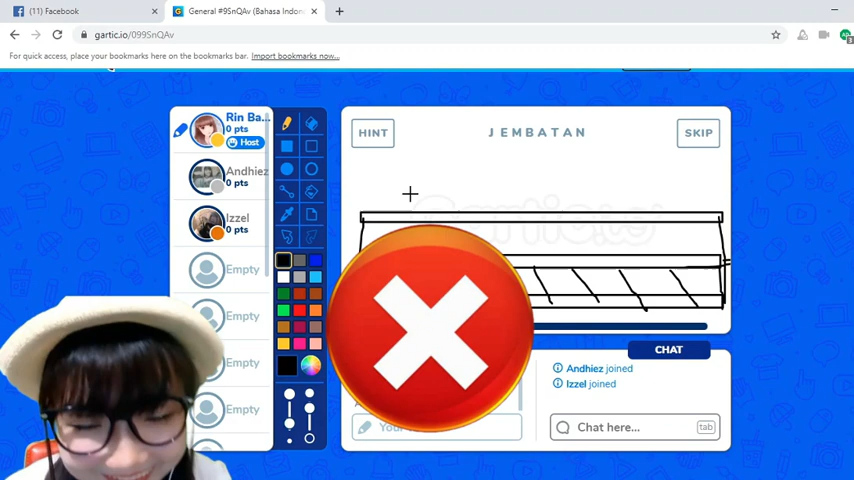 (11) Facebook
General #9SnQAv (Bahasa Indon
gartic.io/099SnQAv
For quick access, place your bookmarks here on the bookmarks bar. Import bookmarks now...
Rin Ba...
0 pts
Host
Andhiez
0 pts
Izzel
0 pts
Empty
Empty
Empty
Empty
HINT
JEMBATAN
SKIP
Gartic.io
CHAT
Andhiez joined
Izzel joined
Chat here...
tab